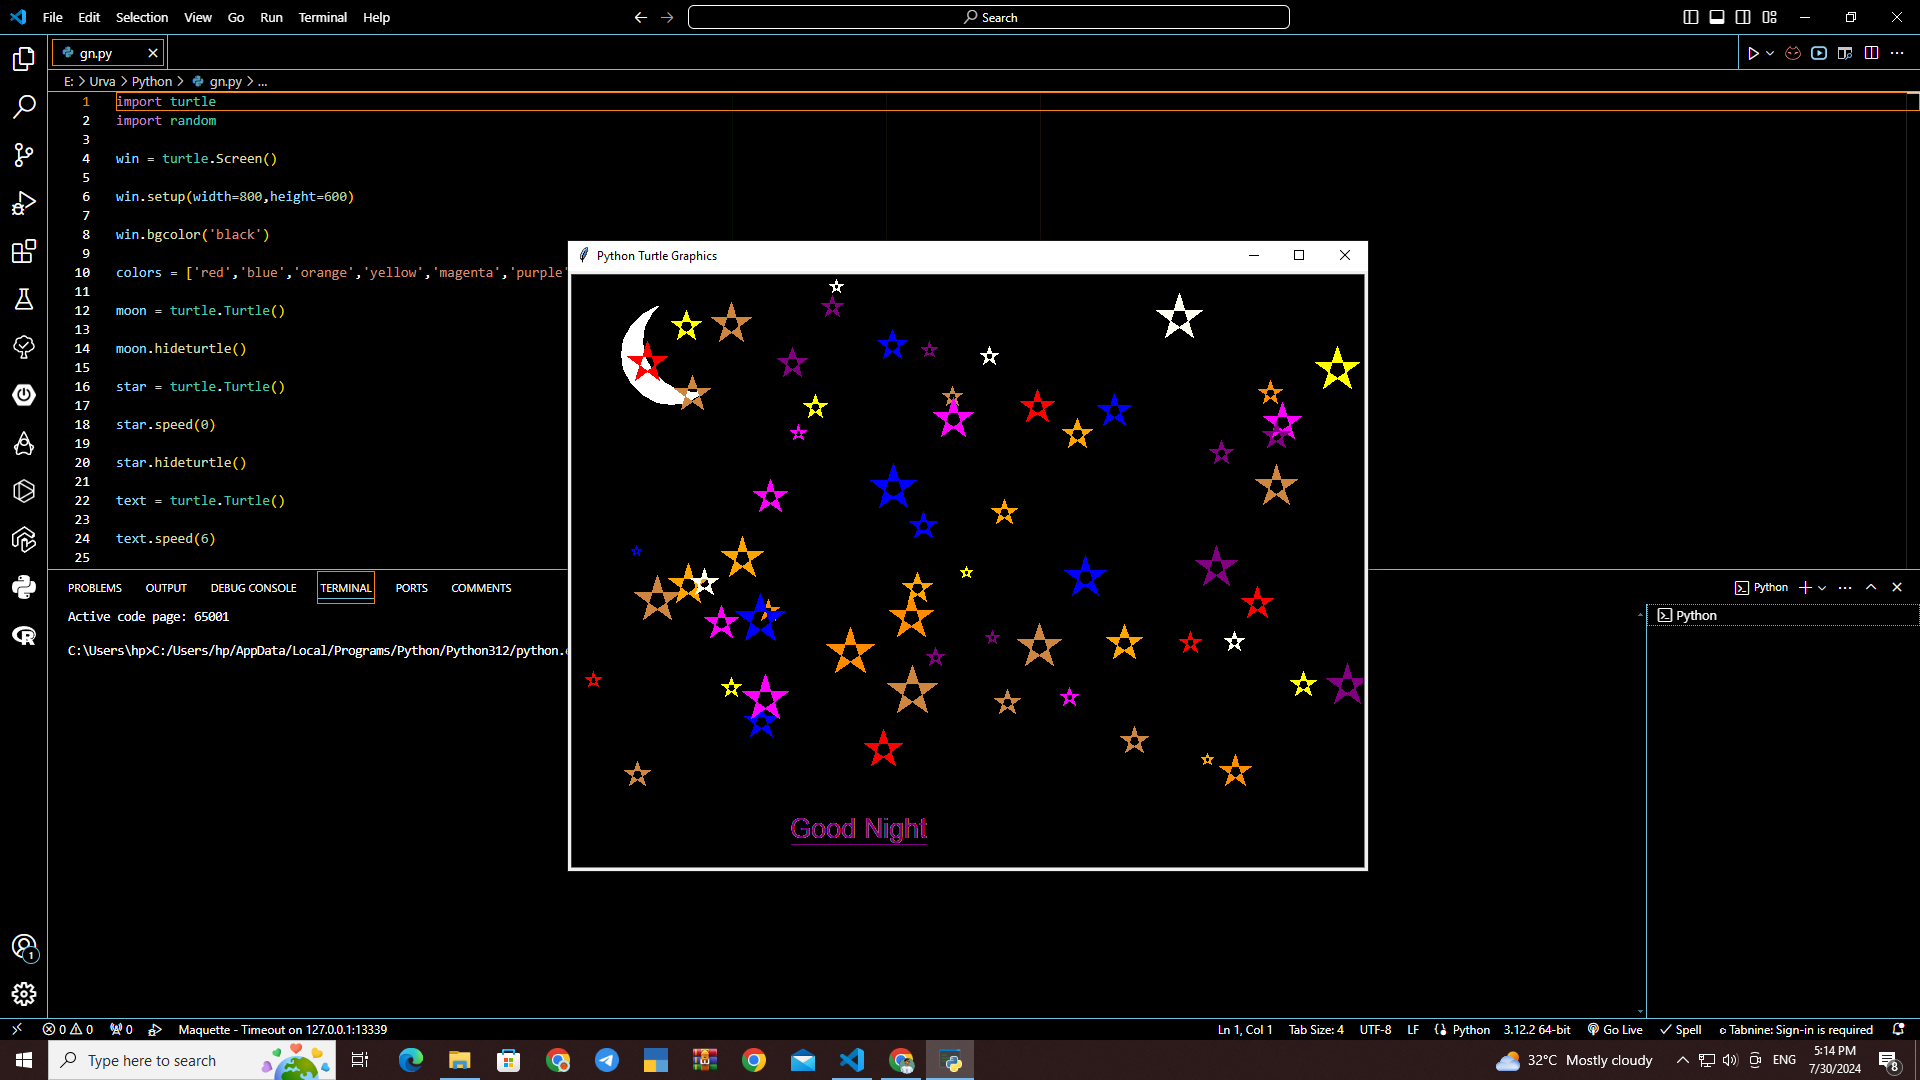 File Edit Selection View Go Run Terminal Help
Search
gn.py
E: > Urva > Python > gn.py > ...
1 import turtle
2 import random
3
4 win = turtle.Screen()
5
6 win.setup(width=800,height=600)
7
8 win.bgcolor('black')
9
10 colors = ['red','blue','orange','yellow','magenta','purple'
11
12 moon = turtle.Turtle()
13
14 moon.hideturtle()
15
16 star = turtle.Turtle()
17
18 star.speed(0)
19
20 star.hideturtle()
21
22 text = turtle.Turtle()
23
24 text.speed(6)
25
Python Turtle Graphics
Good Night
PROBLEMS OUTPUT DEBUG CONSOLE TERMINAL PORTS COMMENTS
Python
Active code page: 65001
Python
C:\Users\hp>C:/Users/hp/AppData/Local/Programs/Python/Python312/python.
1
0 0 0 Maquette - Timeout on 127.0.0.1:13339 Ln 1, Col 1 Tab Size: 4 UTF-8 LF Python 3.12.2 64-bit Go Live Spell Tabnine: Sign-in is required
Type here to search
32°C Mostly cloudy
ENG
5:14 PM
7/30/2024
8